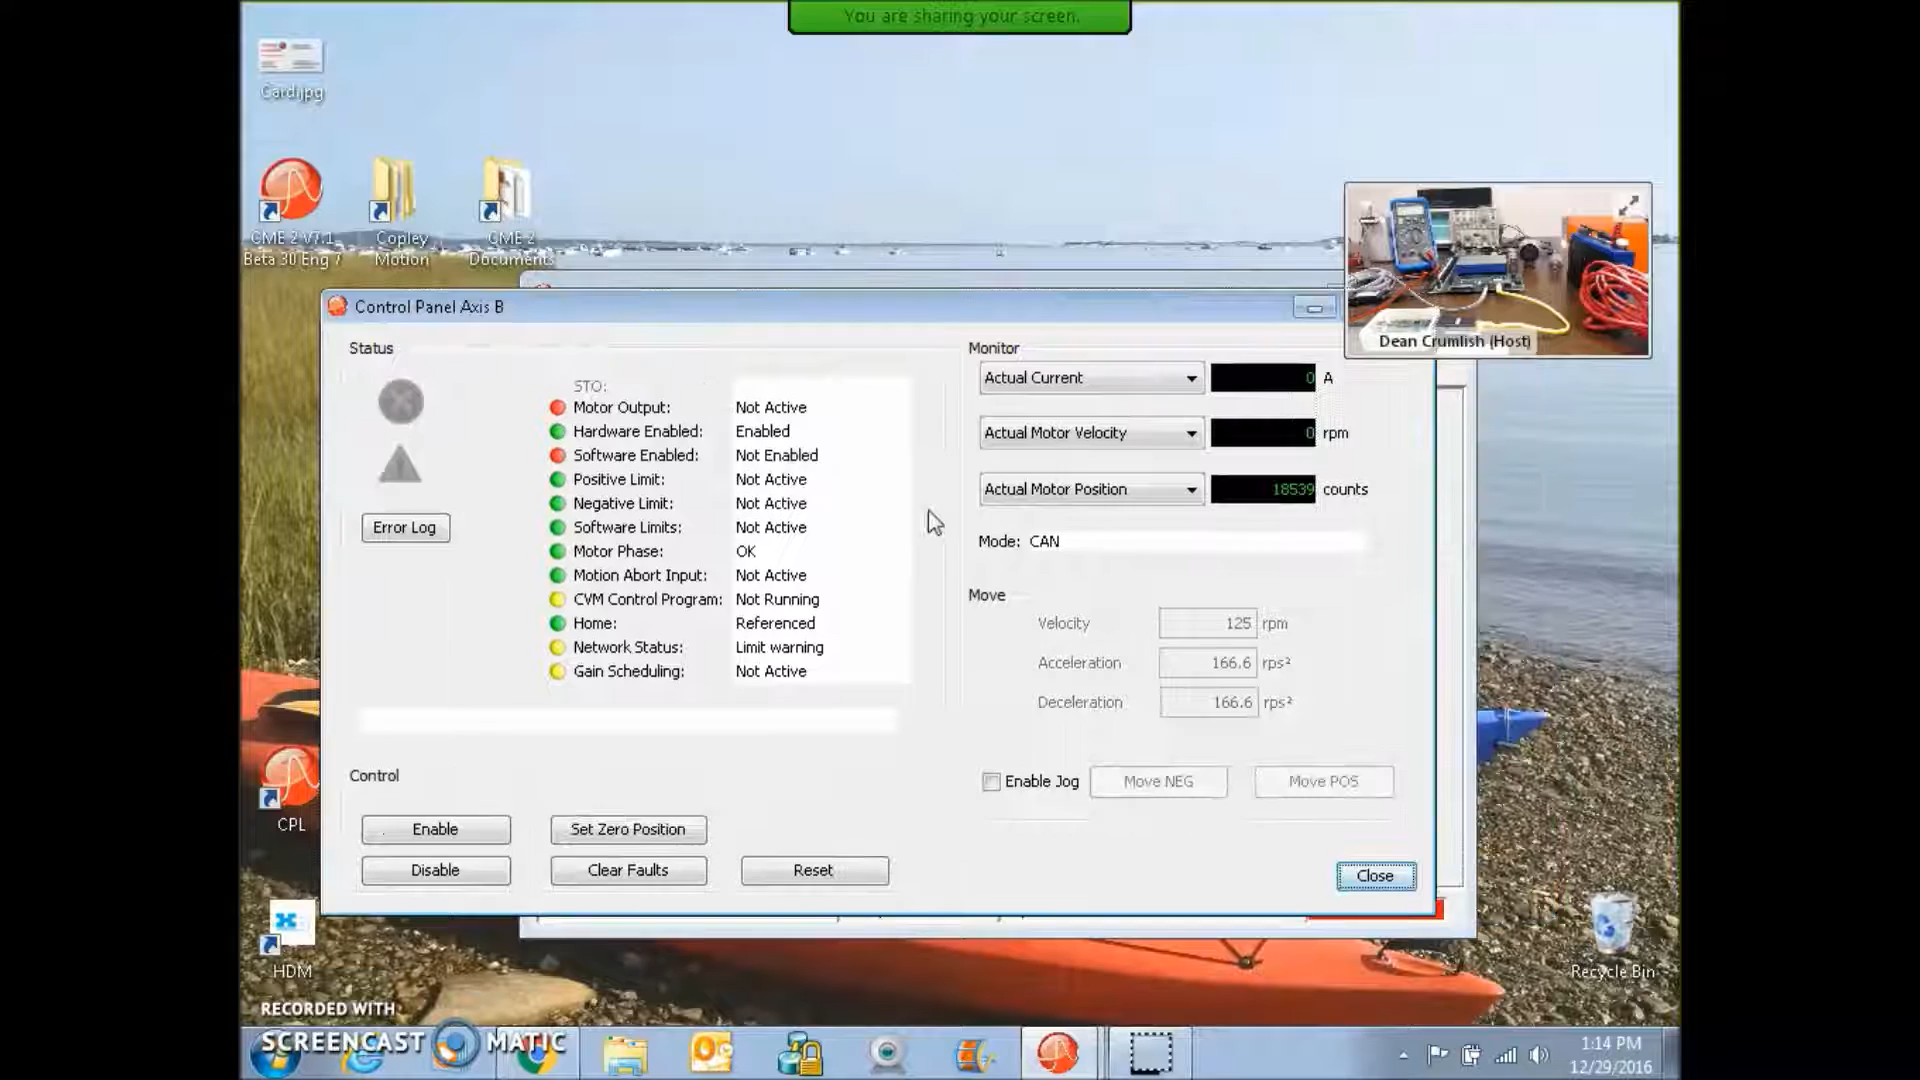 You are sharing your screen.
Card.jpg
CME 2 V7.1
Beta 30 Eng 7
Copley
Motion
CME 2
Documents
Dean Crumlish (Host)
Control Panel Axis B
Status
STO:
Motor Output: Not Active
Hardware Enabled: Enabled
Software Enabled: Not Enabled
Positive Limit: Not Active
Negative Limit: Not Active
Software Limits: Not Active
Motor Phase: OK
Motion Abort Input: Not Active
CVM Control Program: Not Running
Home: Referenced
Network Status: Limit warning
Gain Scheduling: Not Active
Error Log
Monitor
Actual Current 0 A
Actual Motor Velocity 0 rpm
Actual Motor Position 18539 counts
Mode: CAN
Move
Velocity 125 rpm
Acceleration 166.6 rps²
Deceleration 166.6 rps²
Enable Jog Move NEG Move POS
Control
Enable Set Zero Position
Disable Clear Faults Reset
Close
CPL
HDM
Recycle Bin
RECORDED WITH
SCREENCAST MATIC
1:14 PM
12/29/2016